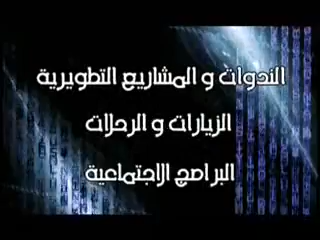 الندوات و المشاريع التطويرية
الزيارات و الرحلات
البرامج الاجتماعية